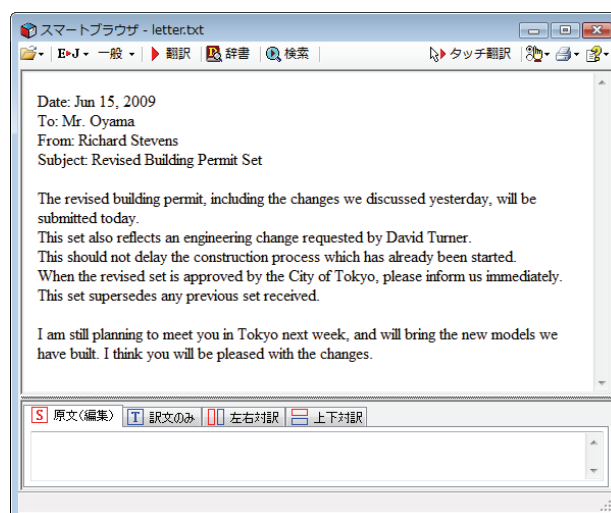 スマートブラウザ - letter.txt
E▸J 一般 翻訳 辞書 検索 タッチ翻訳
Date: Jun 15, 2009
To: Mr. Oyama
From: Richard Stevens
Subject: Revised Building Permit Set
The revised building permit, including the changes we discussed yesterday, will be
submitted today.
This set also reflects an engineering change requested by David Turner.
This should not delay the construction process which has already been started.
When the revised set is approved by the City of Tokyo, please inform us immediately.
This set supersedes any previous set received.
I am still planning to meet you in Tokyo next week, and will bring the new models we
have built. I think you will be pleased with the changes.
S 原文(編集) T 訳文のみ 左右対訳 上下対訳